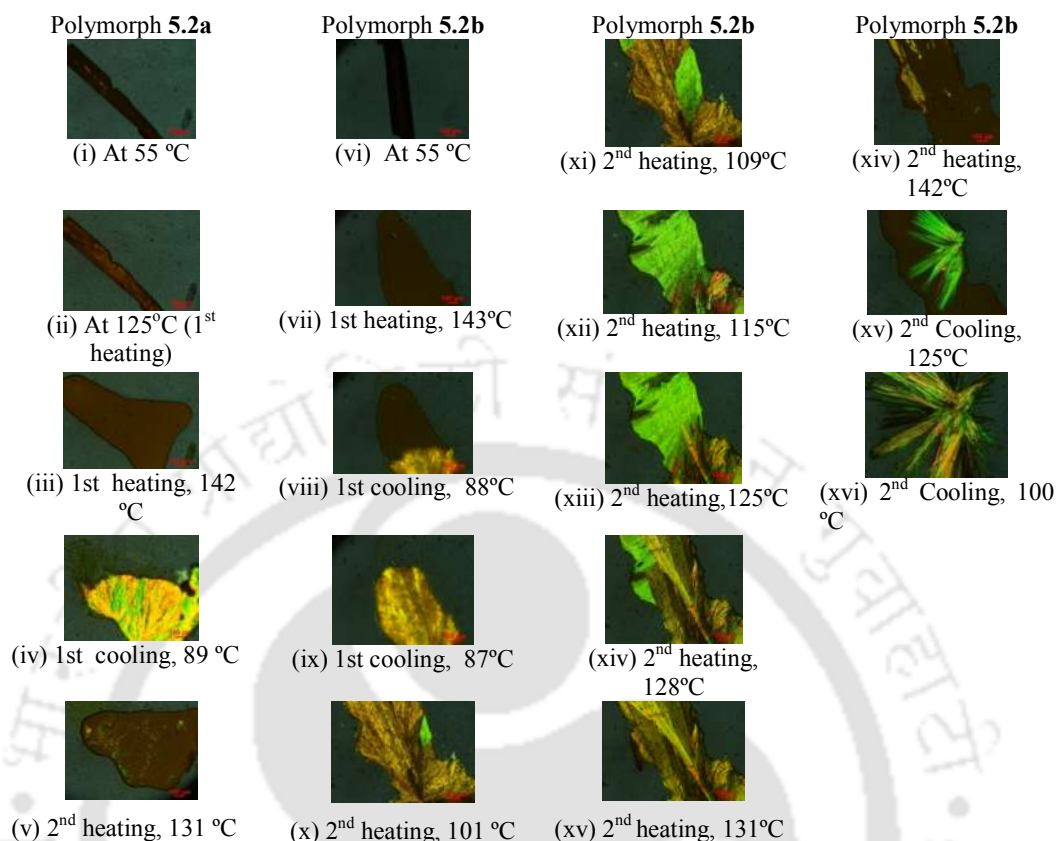 Polymorph 5.2a
(i) At 55 ºC
(ii) At 125°C (1st
heating)
(iii) 1st heating, 142
ºC
(iv) 1st cooling, 89 ºC
(v) 2nd heating, 131 ºC
Polymorph 5.2b
(vi) At 55 ºC
(vii) 1st heating, 143ºC
(viii) 1st cooling, 88ºC
(ix) 1st cooling, 87ºC
(x) 2nd heating, 101 ºC
Polymorph 5.2b
(xi) 2nd heating, 109ºC
(xii) 2nd heating, 115ºC
(xiii) 2nd heating,125ºC
(xiv) 2nd heating,
128ºC
(xv) 2nd heating, 131ºC
Polymorph 5.2b
(xiv) 2nd heating,
142ºC
(xv) 2nd Cooling,
125ºC
(xvi) 2nd Cooling, 100
ºC
गुवाहाटी